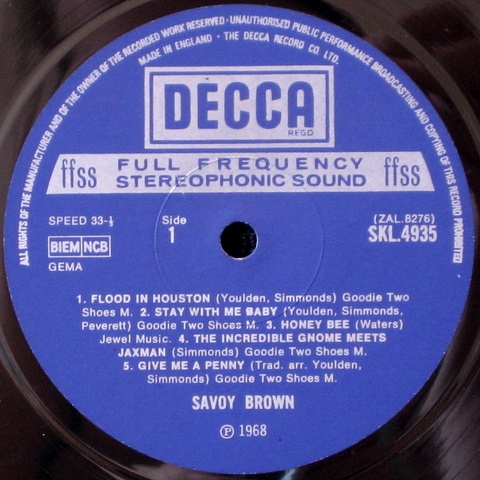 ALL RIGHTS OF THE MANUFACTURER AND OF THE OWNER OF THE RECORDED WORK RESERVED · UNAUTHORISED PUBLIC PERFORMANCE BROADCASTING AND COPYING OF THIS RECORD PROHIBITED
MADE IN ENGLAND · THE DECCA RECORD CO. LTD.
DECCA
REGD
ffss FULL FREQUENCY ffss
STEREOPHONIC SOUND
SPEED 33-⅓ Side (ZAL.8276)
1 SKL.4935
BIEM NCB
GEMA
1. FLOOD IN HOUSTON (Youlden, Simmonds) Goodie Two
Shoes M. 2. STAY WITH ME BABY (Youlden, Simmonds,
Peverett) Goodie Two Shoes M. 3. HONEY BEE (Waters)
Jewel Music. 4. THE INCREDIBLE GNOME MEETS
JAXMAN (Simmonds) Goodie Two Shoes M.
5. GIVE ME A PENNY (Trad. arr. Youlden,
Simmonds) Goodie Two Shoes M.
SAVOY BROWN
℗ 1968